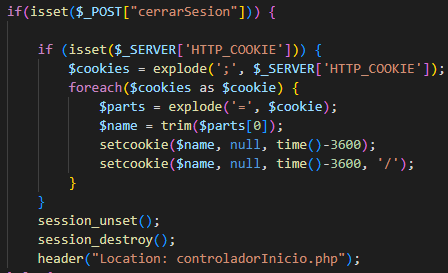 if(isset($_POST["cerrarSesion"])) {
if (isset($_SERVER['HTTP_COOKIE'])) {
$cookies = explode(';', $_SERVER['HTTP_COOKIE']);
foreach($cookies as $cookie) {
$parts = explode('=', $cookie);
$name = trim($parts[0]);
setcookie($name, null, time()-3600);
setcookie($name, null, time()-3600, '/');
}
}
session_unset();
session_destroy();
header("Location: controladorInicio.php");